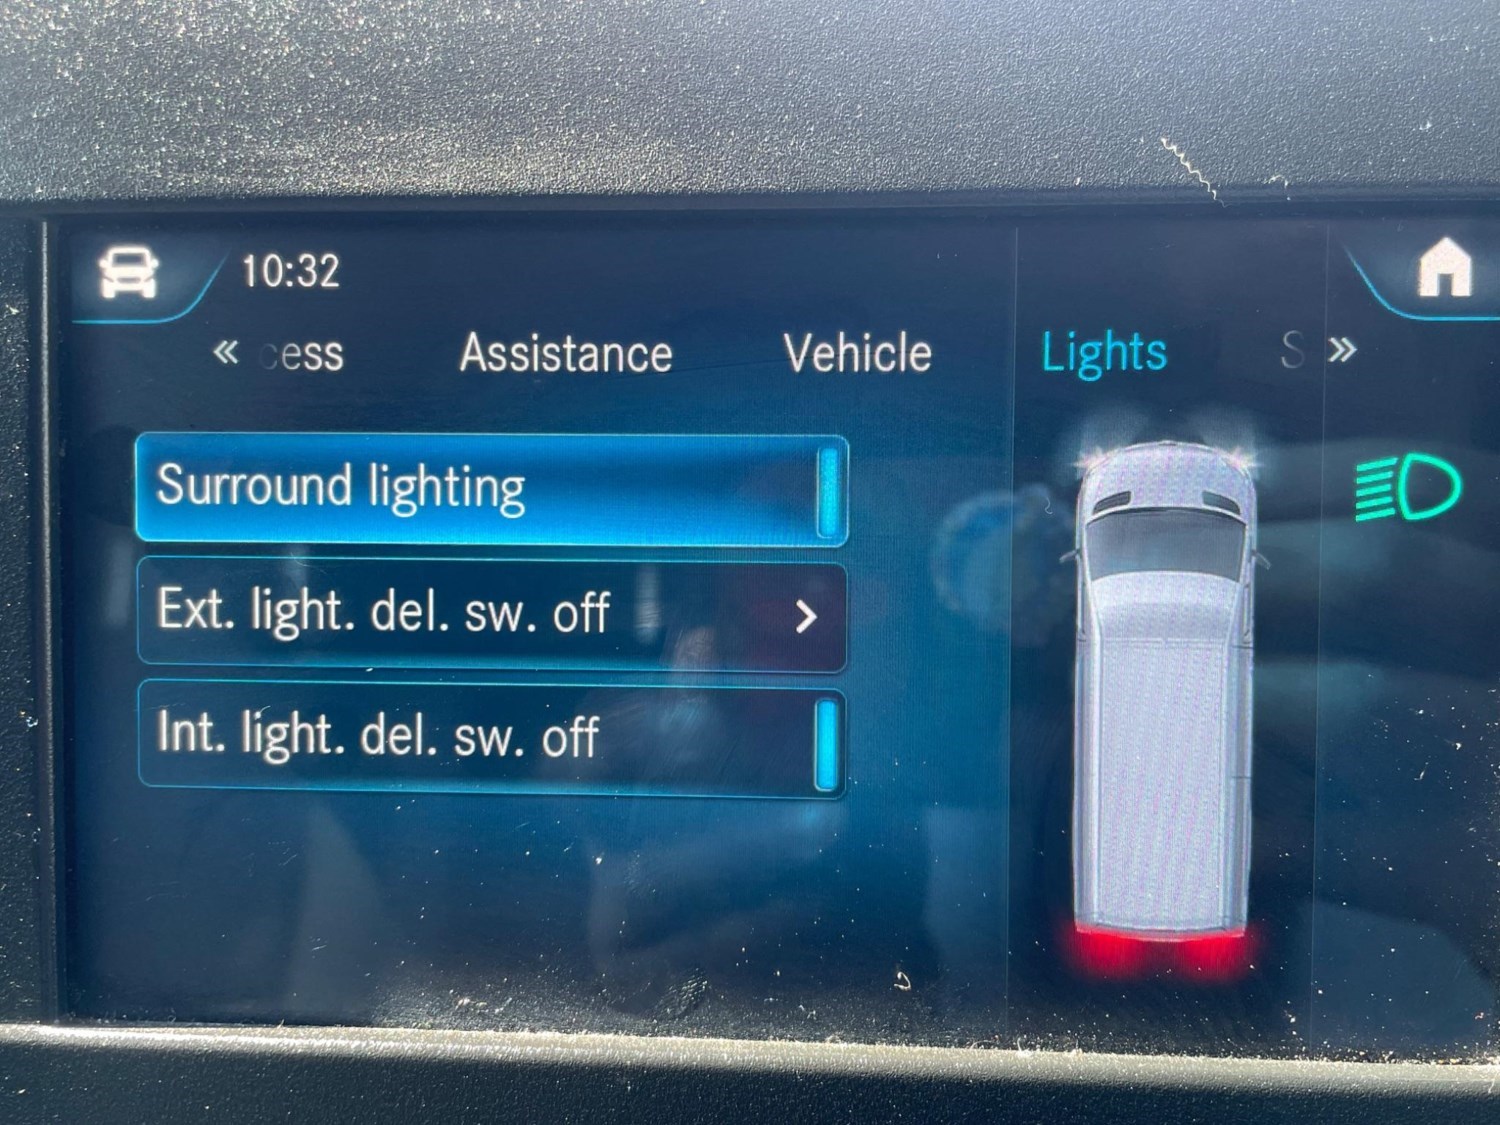 10:32
« cess Assistance Vehicle Lights S »
Surround lighting
Ext. light. del. sw. off >
Int. light. del. sw. off